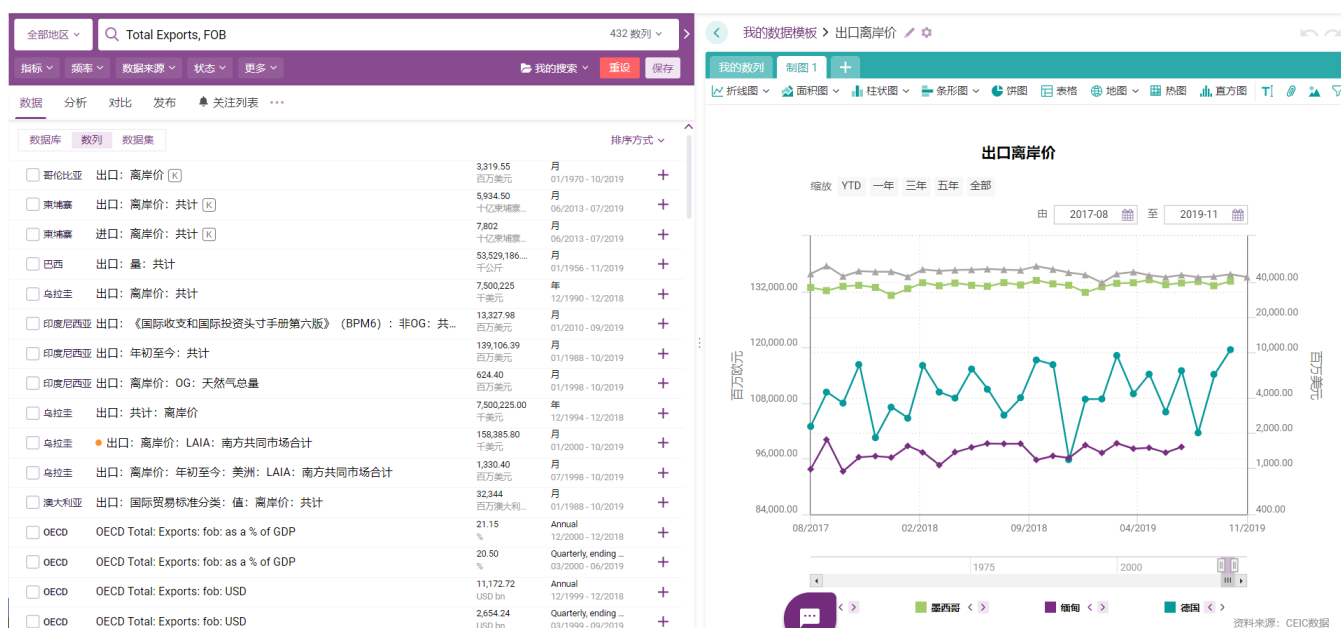 全部地区 Total Exports, FOB 432 数列
指标 频率 数据来源 状态 更多 我的搜索 重设 保存
数据 分析 对比 发布 关注列表
数据库 数列 数据集 排序方式
哥伦比亚 出口：离岸价 K 3,319.55 百万美元 月 01/1970 - 10/2019
柬埔寨 出口：离岸价：共计 K 5,934.50 十亿柬埔寨... 月 06/2013 - 07/2019
柬埔寨 进口：离岸价：共计 K 7,802 十亿柬埔寨... 月 06/2013 - 07/2019
巴西 出口：量：共计 53,529,186.... 千公斤 月 01/1956 - 11/2019
乌拉圭 出口：离岸价：共计 7,500,225 千美元 年 12/1990 - 12/2018
印度尼西亚 出口：《国际收支和国际投资头寸手册第六版》（BPM6）：非OG：共... 13,327.98 百万美元 月 01/2010 - 09/2019
印度尼西亚 出口：年初至今：共计 139,106.39 百万美元 月 01/1988 - 10/2019
印度尼西亚 出口：离岸价：OG：天然气总量 624.40 百万美元 月 01/1998 - 10/2019
乌拉圭 出口：共计：离岸价 7,500,225.00 千美元 年 12/1994 - 12/2018
乌拉圭 出口：离岸价：LAIA：南方共同市场合计 158,385.80 千美元 月 01/2000 - 10/2019
乌拉圭 出口：离岸价：年初至今：美洲：LAIA：南方共同市场合计 1,330.40 百万美元 月 07/1998 - 10/2019
澳大利亚 出口：国际贸易标准分类：值：离岸价：共计 32,344 百万澳大利... 月 01/1988 - 10/2019
OECD OECD Total: Exports: fob: as a % of GDP 21.15 % Annual 12/2000 - 12/2018
OECD OECD Total: Exports: fob: as a % of GDP 20.50 % Quarterly, ending ... 03/2000 - 06/2019
OECD OECD Total: Exports: fob: USD 11,172.72 USD bn Annual 12/1999 - 12/2018
OECD OECD Total: Exports: fob: USD 2,654.24 USD bn Quarterly, ending ... 03/1999 - 09/2019
我的数据模板 出口离岸价
我的数列 制图 1 +
折线图 面积图 柱状图 条形图 饼图 表格 地图 热图 直方图 T
出口离岸价
缩放 YTD 一年 三年 五年 全部
由 2017-08 至 2019-11
百万欧元
132,000.00
120,000.00
108,000.00
96,000.00
84,000.00
40,000.00
20,000.00
10,000.00
4,000.00
2,000.00
1,000.00
400.00
百万美元
08/2017 02/2018 09/2018 04/2019 11/2019
1975 2000
墨西哥 缅甸 德国
资料来源：CEIC数据